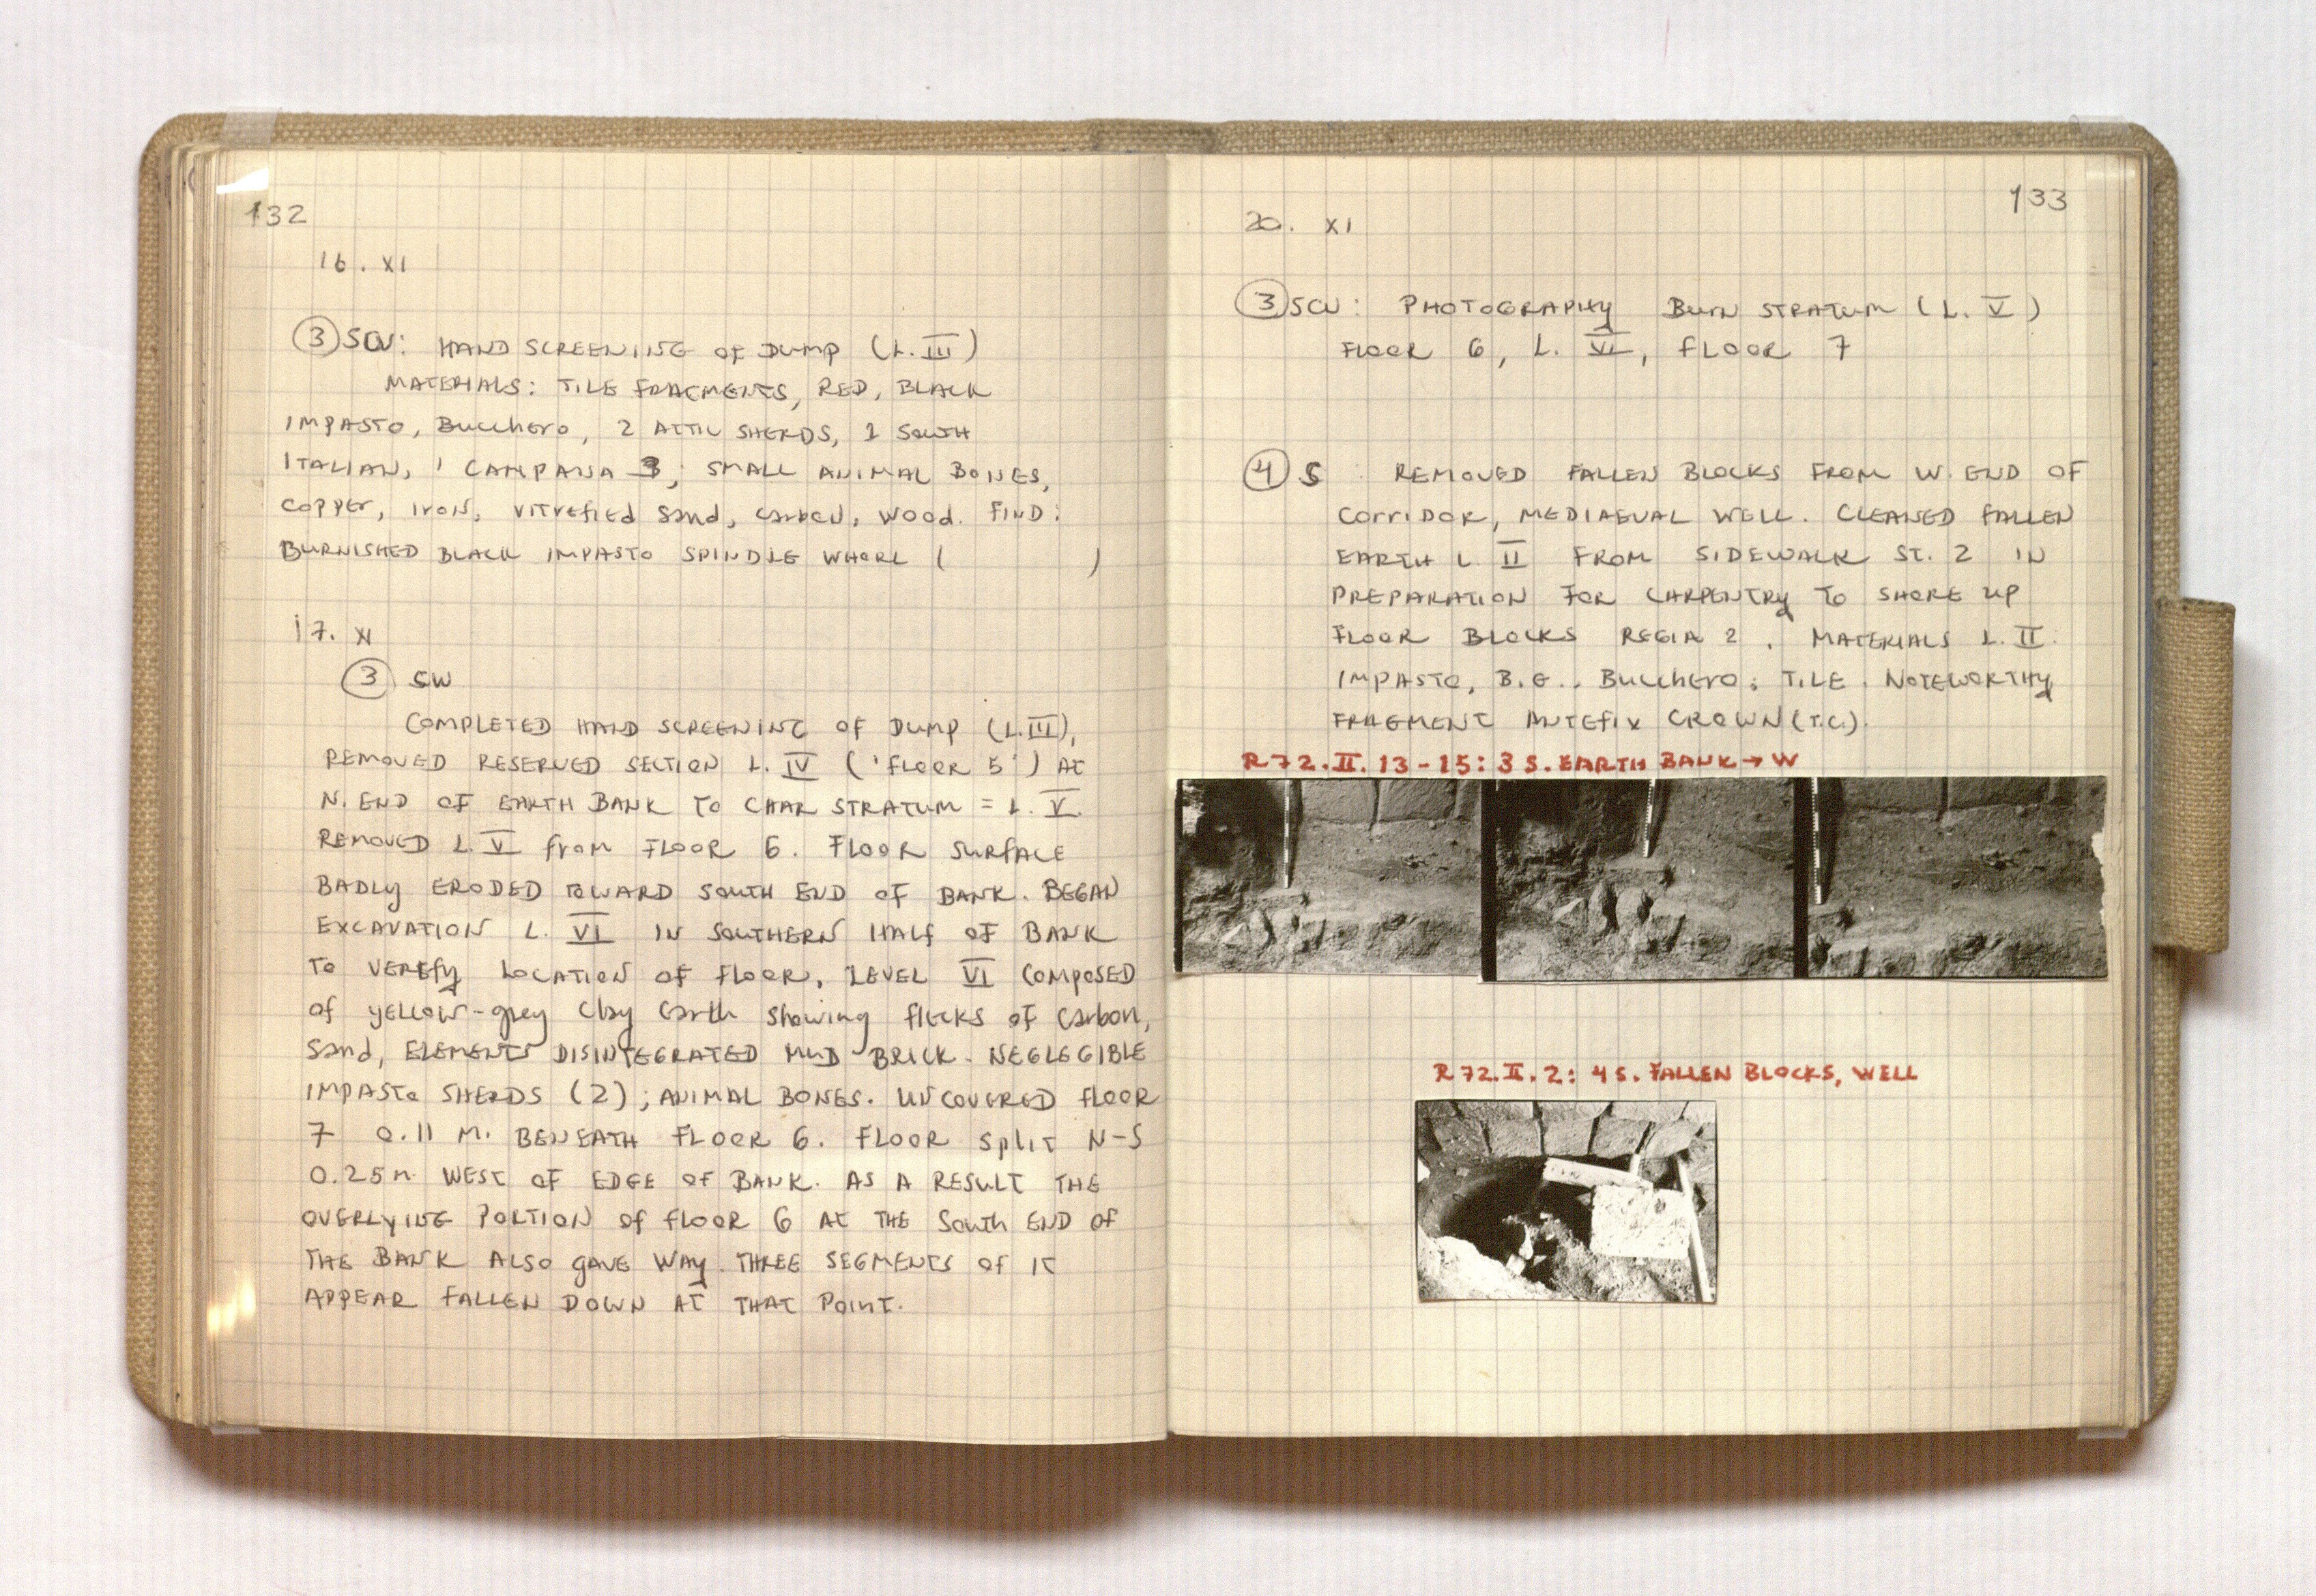 132
16. XI
3 SW: HAND SCREENING OF DUMP (L. III)
MATERIALS: TILE FRAGMENTS, RED, BLACK
IMPASTO, BUCCHERO, 2 ATTIC SHERDS, 1 SOUTH
ITALIAN, 1 CAMPANA B; SMALL ANIMAL BONES,
COPPER, IRON, VITREFIED SAND, CARBON, WOOD. FIND:
BURNISHED BLACK IMPASTO SPINDLE WHORL ( )
17. XI
3 SW
COMPLETED HAND SCREENING OF DUMP (L. III),
REMOVED RESERVED SECTION L. IV ('FLOOR 5') AT
N. END OF EARTH BANK TO CHAR STRATUM = L. V.
REMOVED L. V FROM FLOOR 6. FLOOR SURFACE
BADLY ERODED TOWARD SOUTH END OF BANK. BEGAN
EXCAVATION L. VI IN SOUTHERN HALF OF BANK
TO VEREFY LOCATION OF FLOOR. LEVEL VI COMPOSED
OF YELLOW-GREY CLAY EARTH SHOWING FLECKS OF CARBON,
SAND, ELEMENTS DISINTEGRATED MUD BRICK. NEGLEGIBLE
IMPASTO SHERDS (2); ANIMAL BONES. UNCOVERED FLOOR
7 0.11 M. BENEATH FLOOR 6. FLOOR SPLIT N-S
0.25 M. WEST OF EDGE OF BANK. AS A RESULT THE
OVERLYING PORTION OF FLOOR 6 AT THE SOUTH END OF
THE BANK ALSO GAVE WAY. THREE SEGMENTS OF IT
APPEAR FALLEN DOWN AT THAT POINT.
133
20. XI
3 SW: PHOTOGRAPHY BURN STRATUM (L. V)
FLOOR 6, L. VI, FLOOR 7
4 S REMOVED FALLEN BLOCKS FROM W. END OF
CORRIDOR, MEDIAEVAL WELL. CLEANED FALLEN
EARTH L. II FROM SIDEWALK ST. 2 IN
PREPARATION FOR CARPENTRY TO SHORE UP
FLOOR BLOCKS REGIA 2. MATERIALS L. II:
IMPASTO, B.G., BUCCHERO; TILE. NOTEWORTHY
FRAGMENT ANTEFIX CROWN (T.C.).
R 72.II.13-15: 3 S. EARTH BANK → W
R 72.II.2: 4 S. FALLEN BLOCKS, WELL